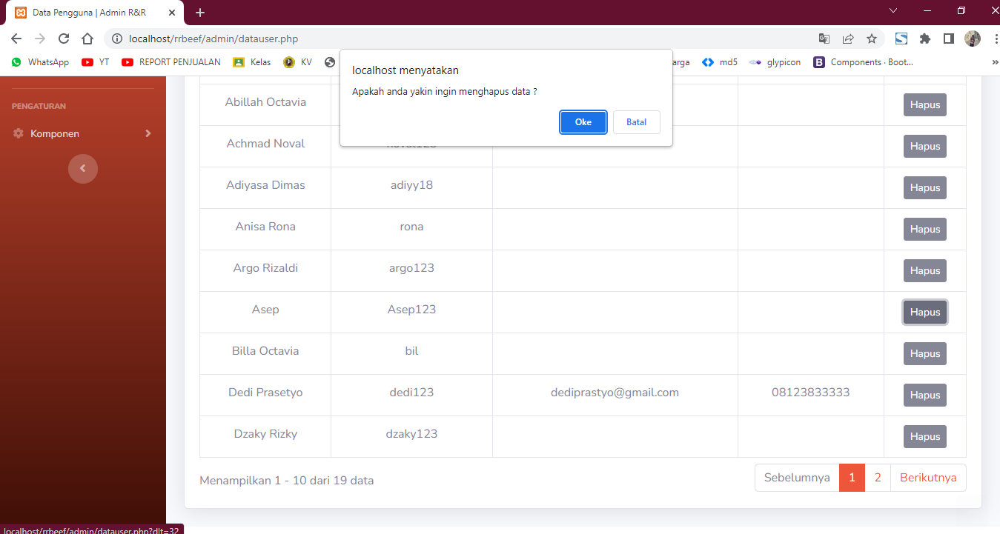 Data Pengguna | Admin R&R
localhost/rrbeef/admin/datauser.php
WhatsApp YT REPORT PENJUALAN Kelas KV arga md5 glypicon Components · Boot...
localhost menyatakan
Apakah anda yakin ingin menghapus data ?
Oke Batal
PENGATURAN
Komponen
Abillah Octavia Hapus
Achmad Noval noval123 Hapus
Adiyasa Dimas adiyy18 Hapus
Anisa Rona rona Hapus
Argo Rizaldi argo123 Hapus
Asep Asep123 Hapus
Billa Octavia bil Hapus
Dedi Prasetyo dedi123 dediprastyo@gmail.com 08123833333 Hapus
Dzaky Rizky dzaky123 Hapus
Menampilkan 1 - 10 dari 19 data
Sebelumnya 1 2 Berikutnya
localhost/rrbeef/admin/datauser.php?dlt=32